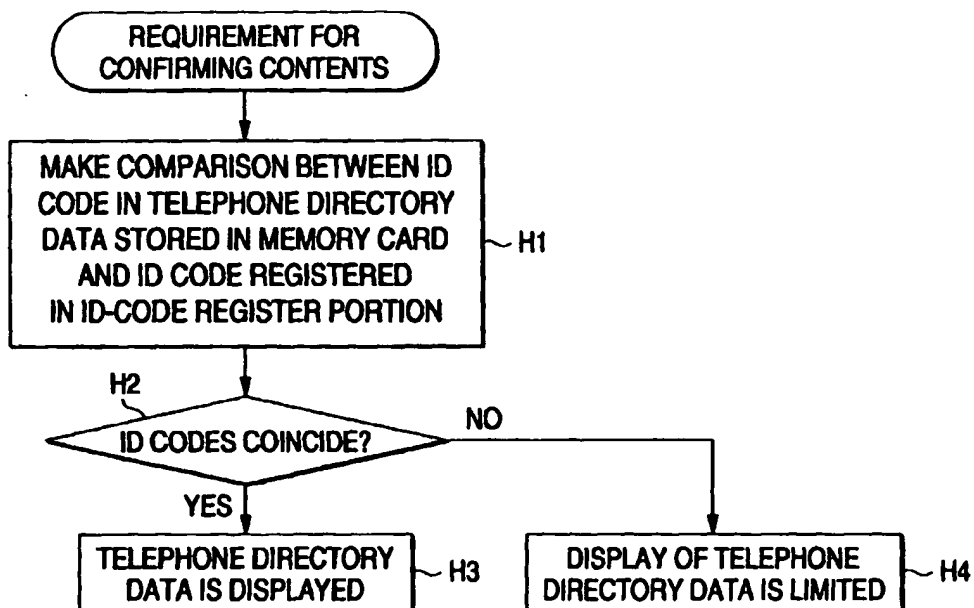 REQUIREMENT FOR
CONFIRMING CONTENTS
MAKE COMPARISON BETWEEN ID
CODE IN TELEPHONE DIRECTORY
DATA STORED IN MEMORY CARD
AND ID CODE REGISTERED
IN ID-CODE REGISTER PORTION
H1
H2
ID CODES COINCIDE?
NO
YES
TELEPHONE DIRECTORY
DATA IS DISPLAYED
H3
DISPLAY OF TELEPHONE
DIRECTORY DATA IS LIMITED
H4